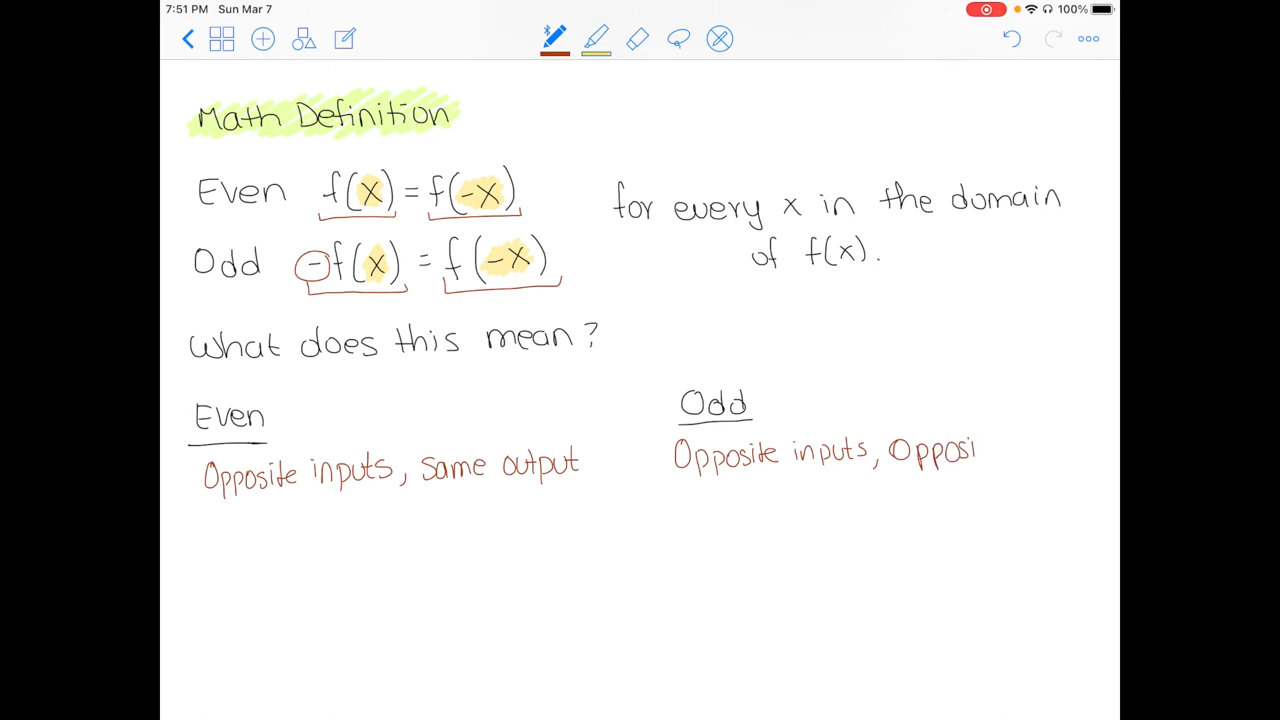 7:51 PM Sun Mar 7 100%
Math Definition
Even f(x) = f(-x) for every x in the domain
of f(x).
Odd -f(x) = f(-x)
What does this mean?
Even
Opposite inputs, same output
Odd
Opposite inputs, Opposi